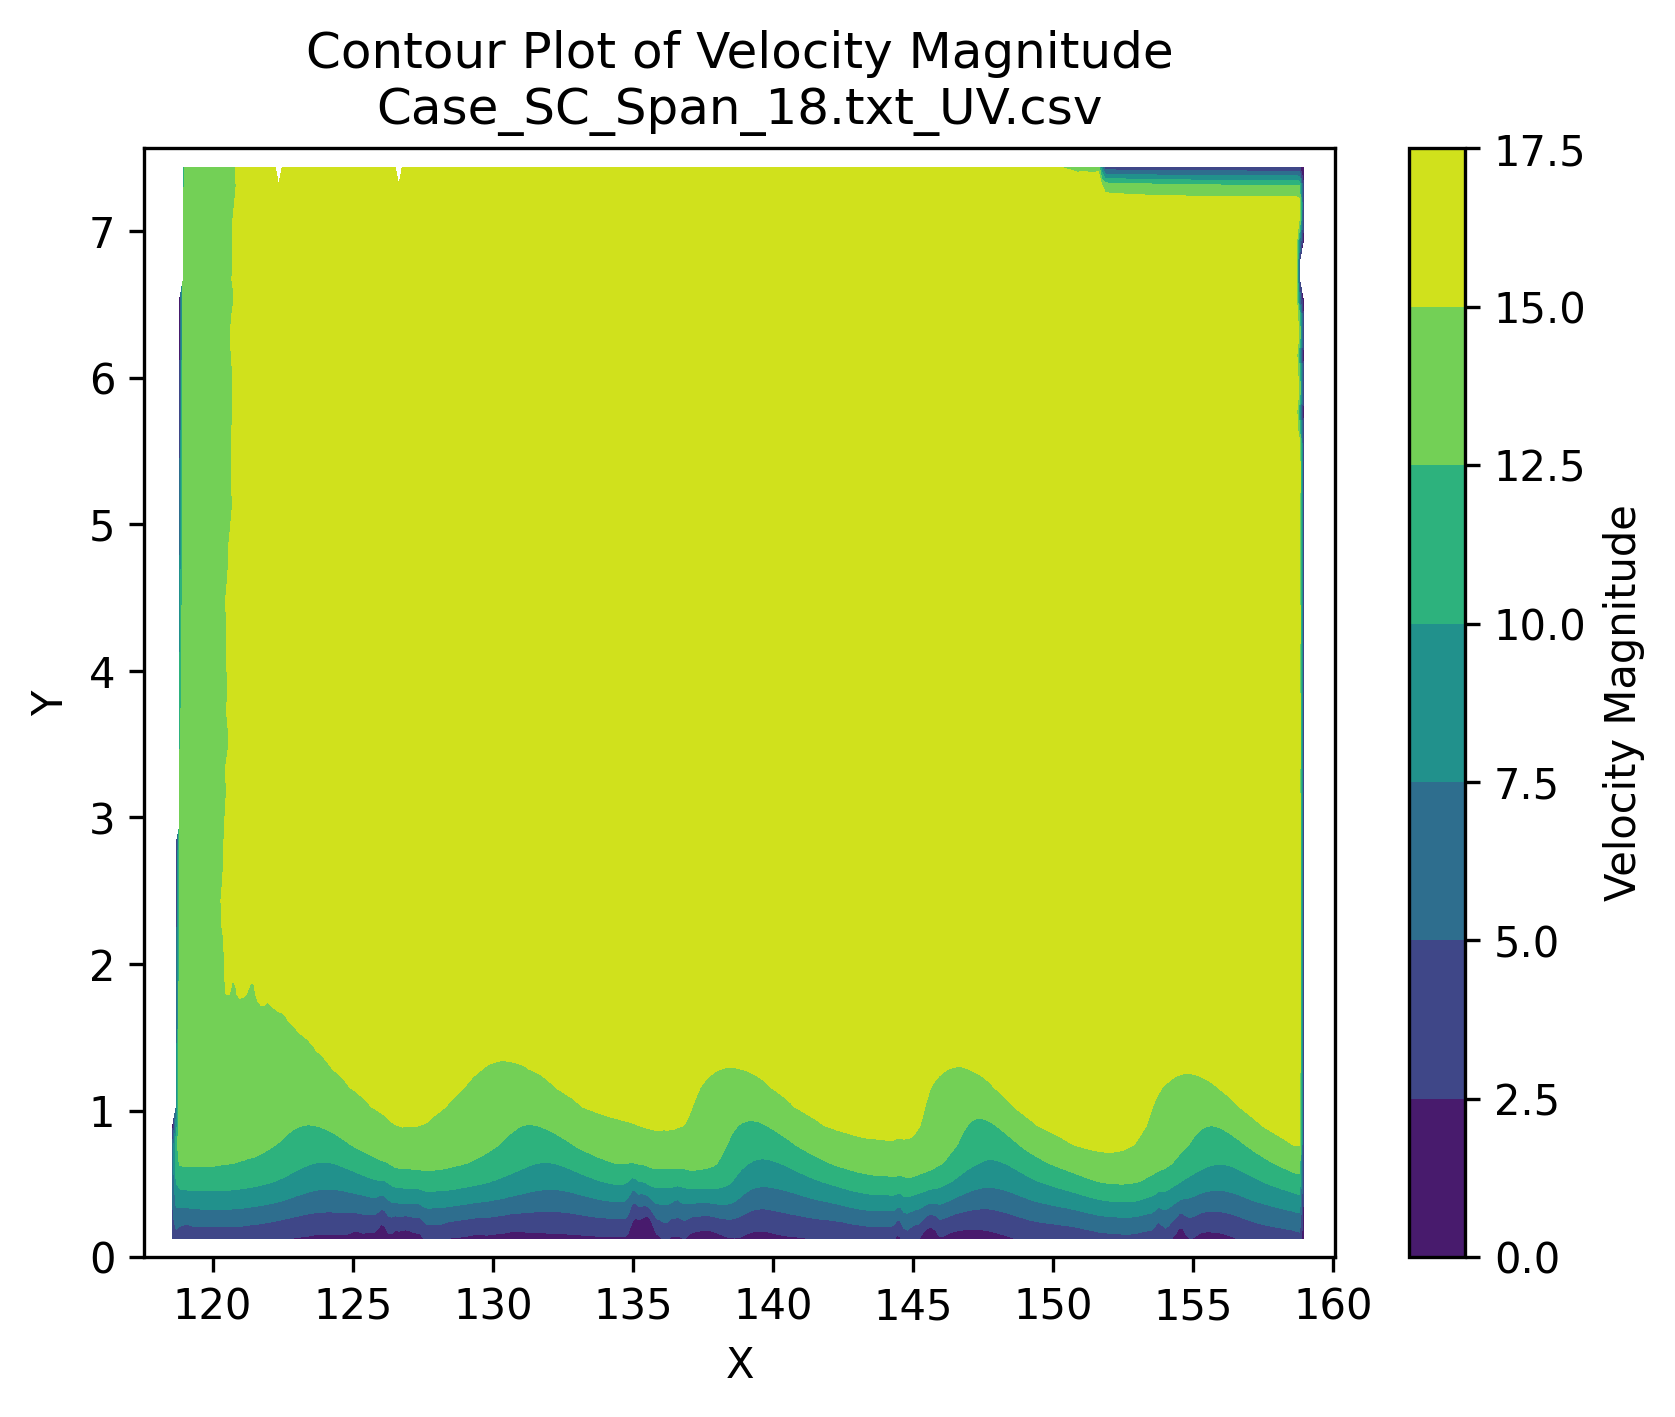 Contour Plot of Velocity Magnitude
Case_SC_Span_18.txt_UV.csv
7
6
5
4
3
2
1
0
Y
120 125 130 135 140 145 150 155 160
X
17.5
15.0
12.5
10.0
7.5
5.0
2.5
0.0
Velocity Magnitude